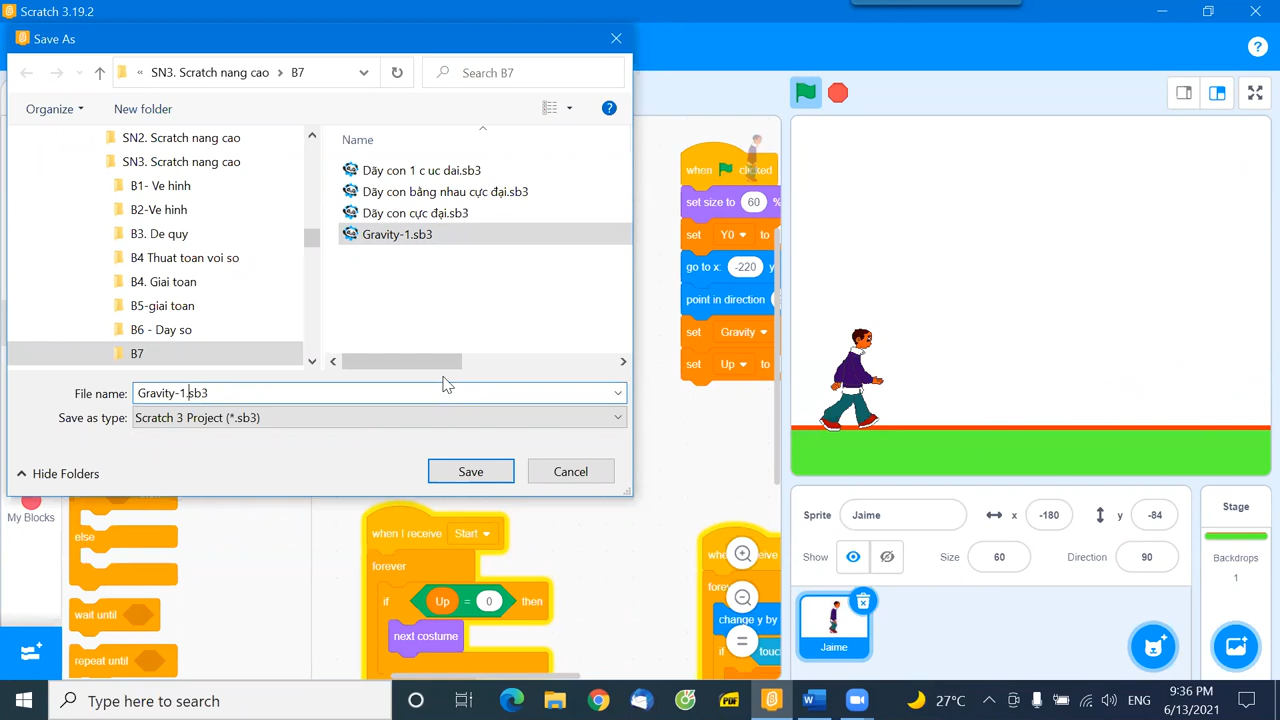 Scratch 3.19.2
Save As
« SN3. Scratch nang cao › B7
Search B7
Organize
New folder
Name
SN2. Scratch nang cao
SN3. Scratch nang cao
B1- Ve hinh
B2-Ve hinh
B3. De quy
B4 Thuat toan voi so
B4. Giai toan
B5-giai toan
B6 - Day so
B7
Dãy con 1 c uc dai.sb3
Dãy con bằng nhau cực đại.sb3
Dãy con cực đại.sb3
Gravity-1.sb3
File name: Gravity-1.sb3
Save as type: Scratch 3 Project (*.sb3)
Hide Folders
Save
Cancel
when clicked
set size to 60 %
set Y0 to
go to x: -220 y
point in direction
set Gravity
set Up to
My Blocks
else
wait until
repeat until
when I receive Start
forever
if Up = 0 then
next costume
change y by
if
Sprite Jaime x -180 y -84
Show Size 60 Direction 90
Jaime
Stage
Backdrops
1
Type here to search
27°C
ENG
9:36 PM
6/13/2021